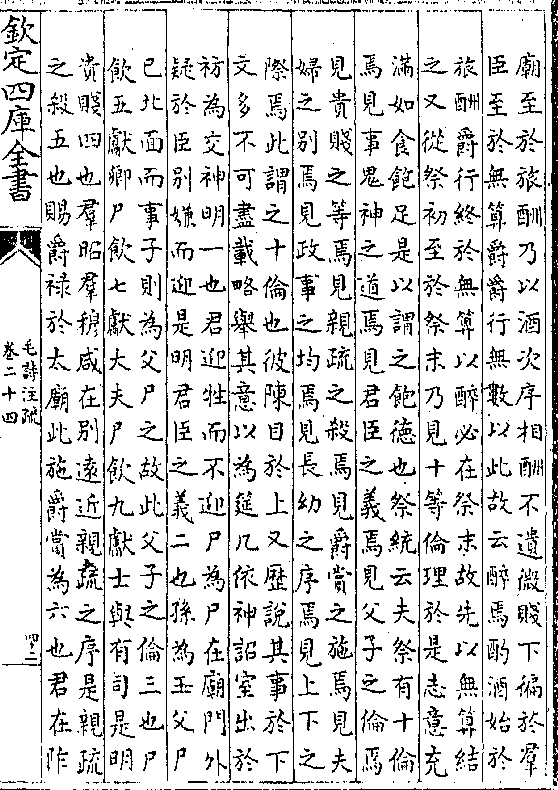 廟至於旅酬乃以酒次序相酬不遺微賤下徧於羣
臣至於無算爵爵行無數以此故云醉焉酌酒始於
旅酬爵行終於無算以醉必在祭末故先以無算結
之又從祭初至於祭末乃見十等倫理於是志意充
滿如食飽足是以謂之飽德也祭統云夫祭有十倫
焉見事鬼神之道焉見君臣之義焉見父子之倫焉
見貴賤之等焉見親疏之殺焉見爵賞之施焉見夫
婦之別焉見政事之均焉見長幼之序焉見上下之
際焉此謂之十倫也彼陳目於上又歴說其事於下
文多不可盡載略舉其意以為筵几依神詔室出於
祊為交神明一也君迎牲而不迎尸為尸在廟門外
疑於臣別嫌而迎是明君臣之義二也孫為王父尸
已北面而事子則為父尸之故此父子之倫三也尸
飲五獻卿尸飲七獻大夫尸飲九獻士與有司是明
貴賤四也羣昭羣穆咸在別遠近親疏之序是親疏
之殺五也賜爵祿於太廟此施爵賞為六也君在阼
欽定四庫全書
毛詩注疏
卷二十四
四十二